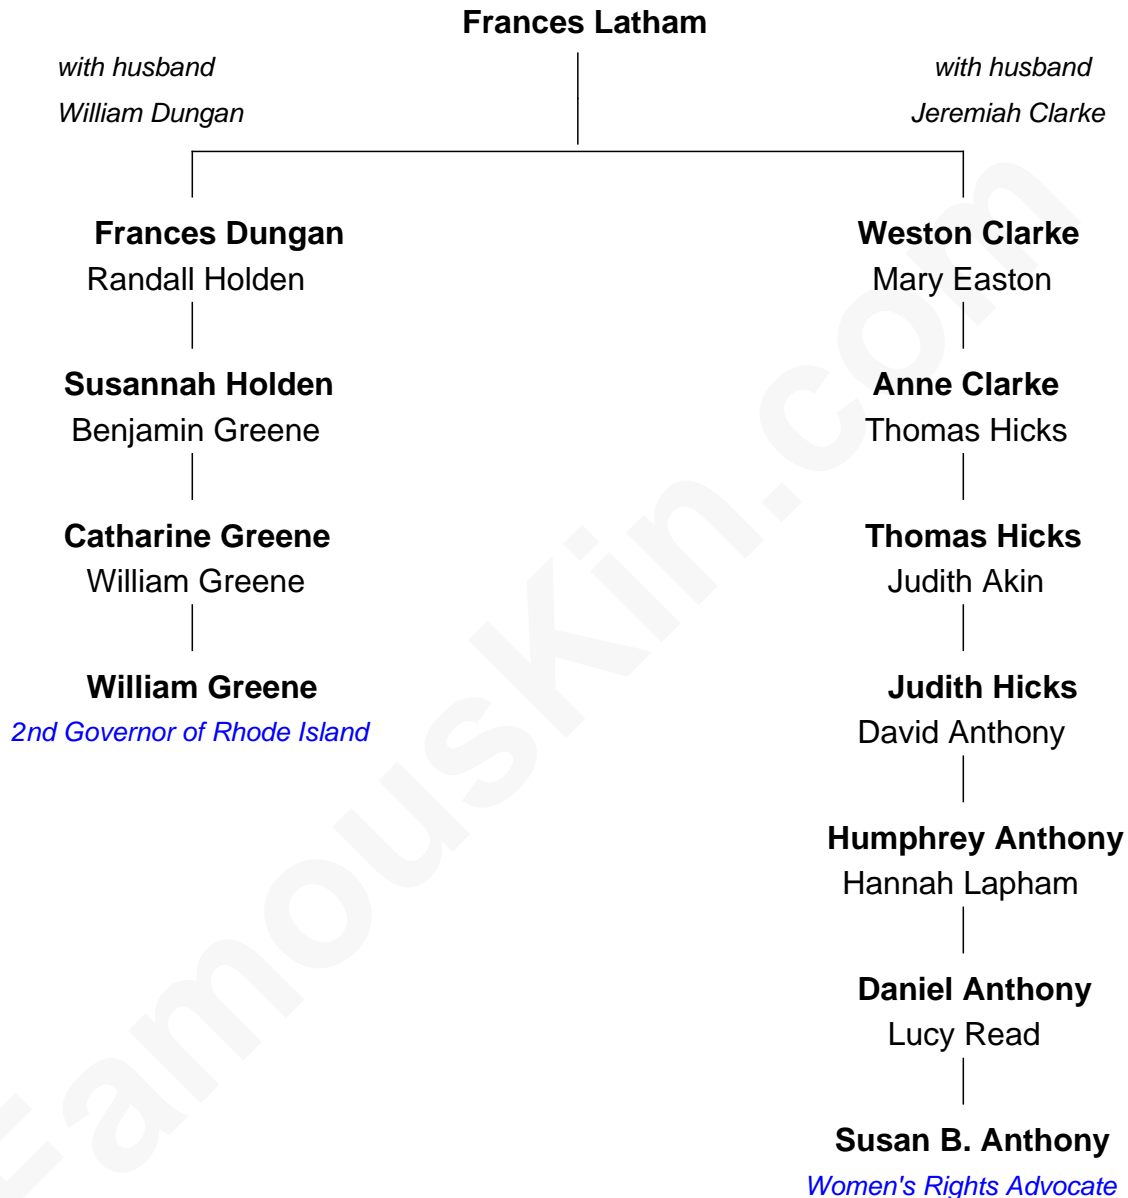 Frances Latham
with husband
William Dungan
with husband
Jeremiah Clarke
Frances Dungan
Randall Holden
Weston Clarke
Mary Easton
Susannah Holden
Benjamin Greene
Anne Clarke
Thomas Hicks
Catharine Greene
William Greene
Thomas Hicks
Judith Akin
William Greene
2nd Governor of Rhode Island
Judith Hicks
David Anthony
Humphrey Anthony
Hannah Lapham
Daniel Anthony
Lucy Read
Susan B. Anthony
Women's Rights Advocate
FamousKin.com